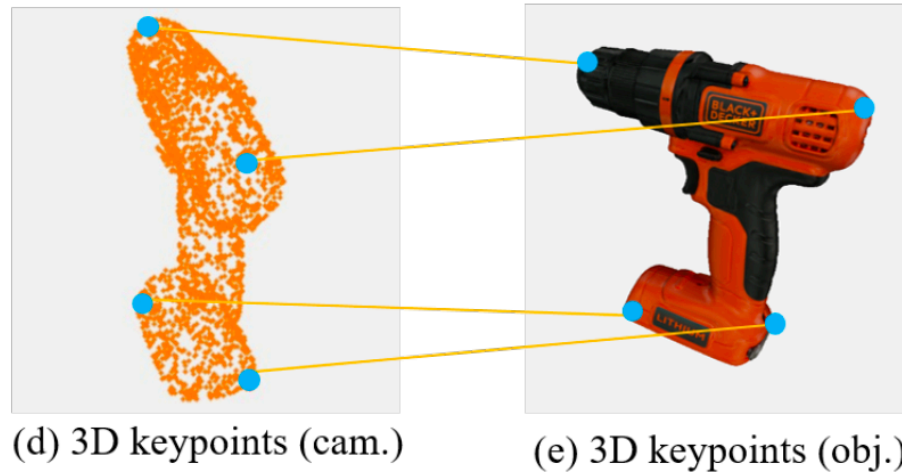 BLACK+
DECKER
LITHIUM
(d) 3D keypoints (cam.)
(e) 3D keypoints (obj.)